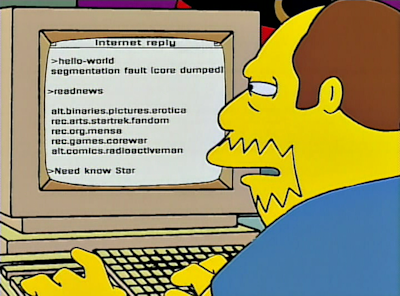 Internet reply
>hello-world
segmentation fault (core dumped)
>readnews
alt.binaries.pictures.erotica
rec.arts.startrek.fandom
rec.org.mensa
rec.games.corewar
alt.comics.radioactiveman
>Need know Star